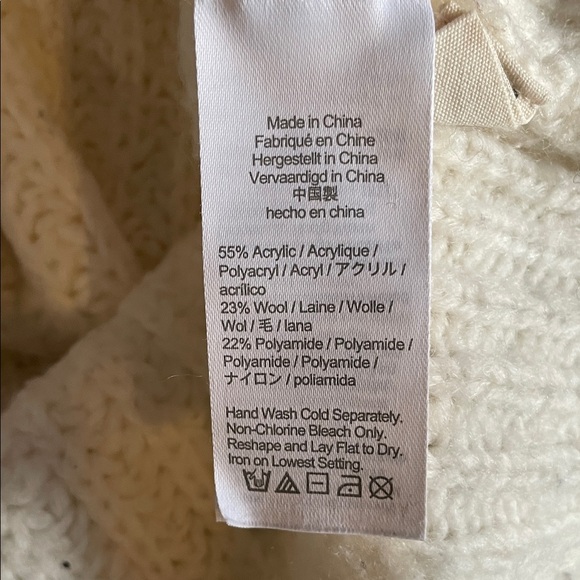 Made in China
Fabriqué en Chine
Hergestellt in China
Vervaardigd in China
中国製
hecho en china
55% Acrylic / Acrylique /
Polyacryl / Acryl / アクリル /
acrílico
23% Wool / Laine / Wolle /
Wol / 毛 / lana
22% Polyamide / Polyamide /
Polyamide / Polyamide /
ナイロン / poliamida
Hand Wash Cold Separately.
Non-Chlorine Bleach Only.
Reshape and Lay Flat to Dry.
Iron on Lowest Setting.